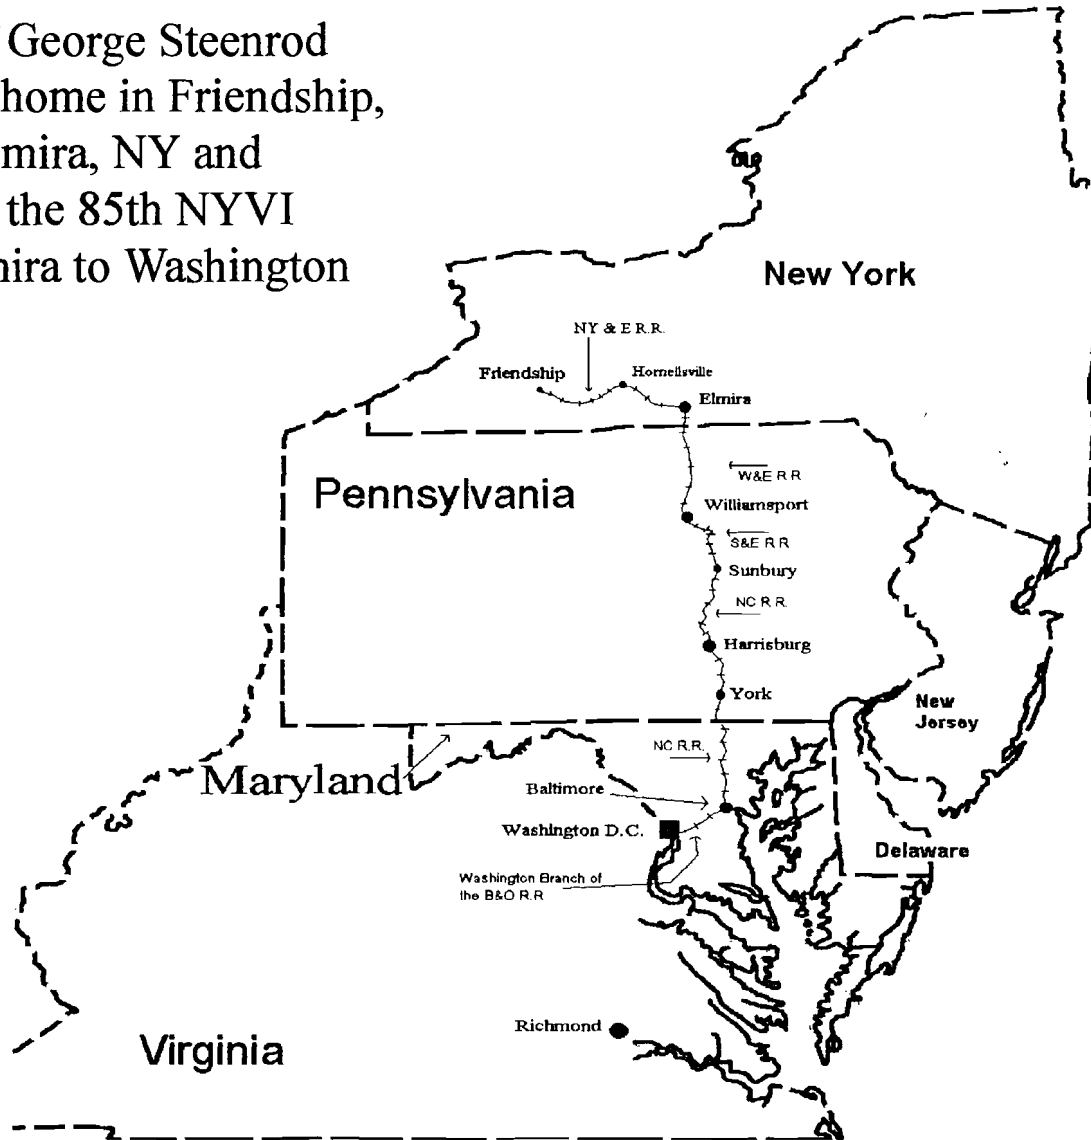 George Steenrod
home in Friendship,
mira, NY and
the 85th NYVI
nira to Washington
New York
NY & E R.R.
Friendship
Hornellsville
Elmira
W&E R R
Pennsylvania
Williamsport
S&E R R
Sunbury
NC R R.
Harrisburg
York
New
Jersey
NC R.R.
Maryland
Baltimore
Washington D.C.
Delaware
Washington Branch of
the B&O R.R
Richmond
Virginia